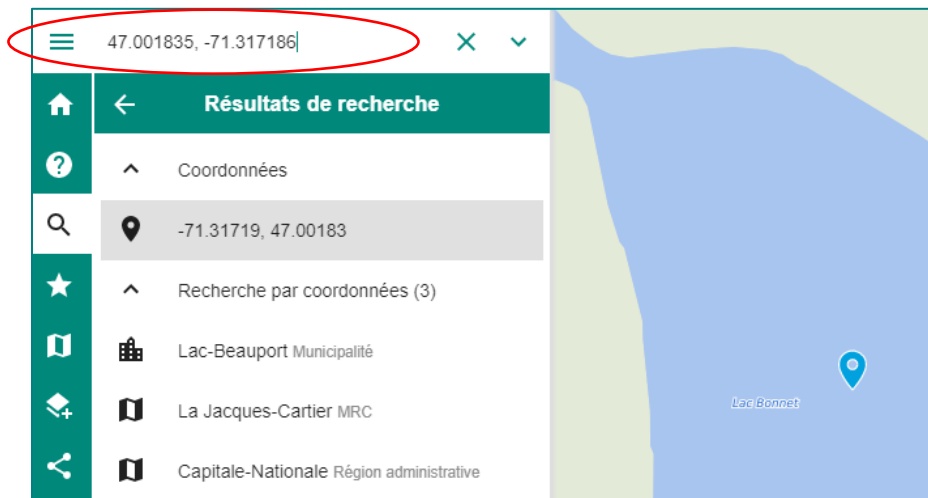 47.001835, -71.317186
Résultats de recherche
Coordonnées
-71.31719, 47.00183
Recherche par coordonnées (3)
Lac-Beauport Municipalité
La Jacques-Cartier MRC
Capitale-Nationale Région administrative
Lac Bonnet